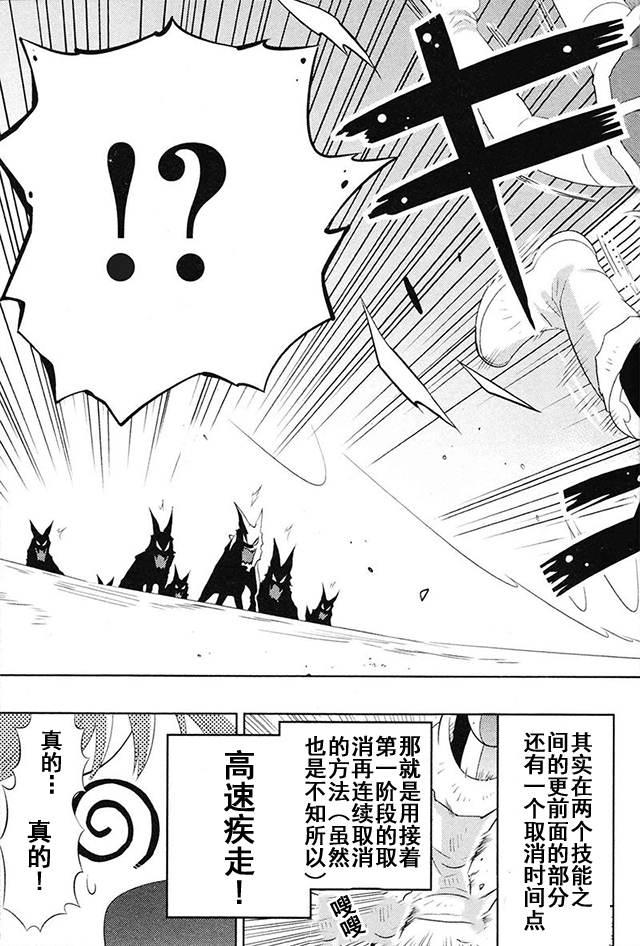 キキ
!?
其实在两个技能之
间的更前面的部分
还有一个取消时间点
那就是用接着
第一阶段的取
消再连续取消
的方法（虽然
也是不知所以）
高速疾走！
嗖嗖
真的…
真的！